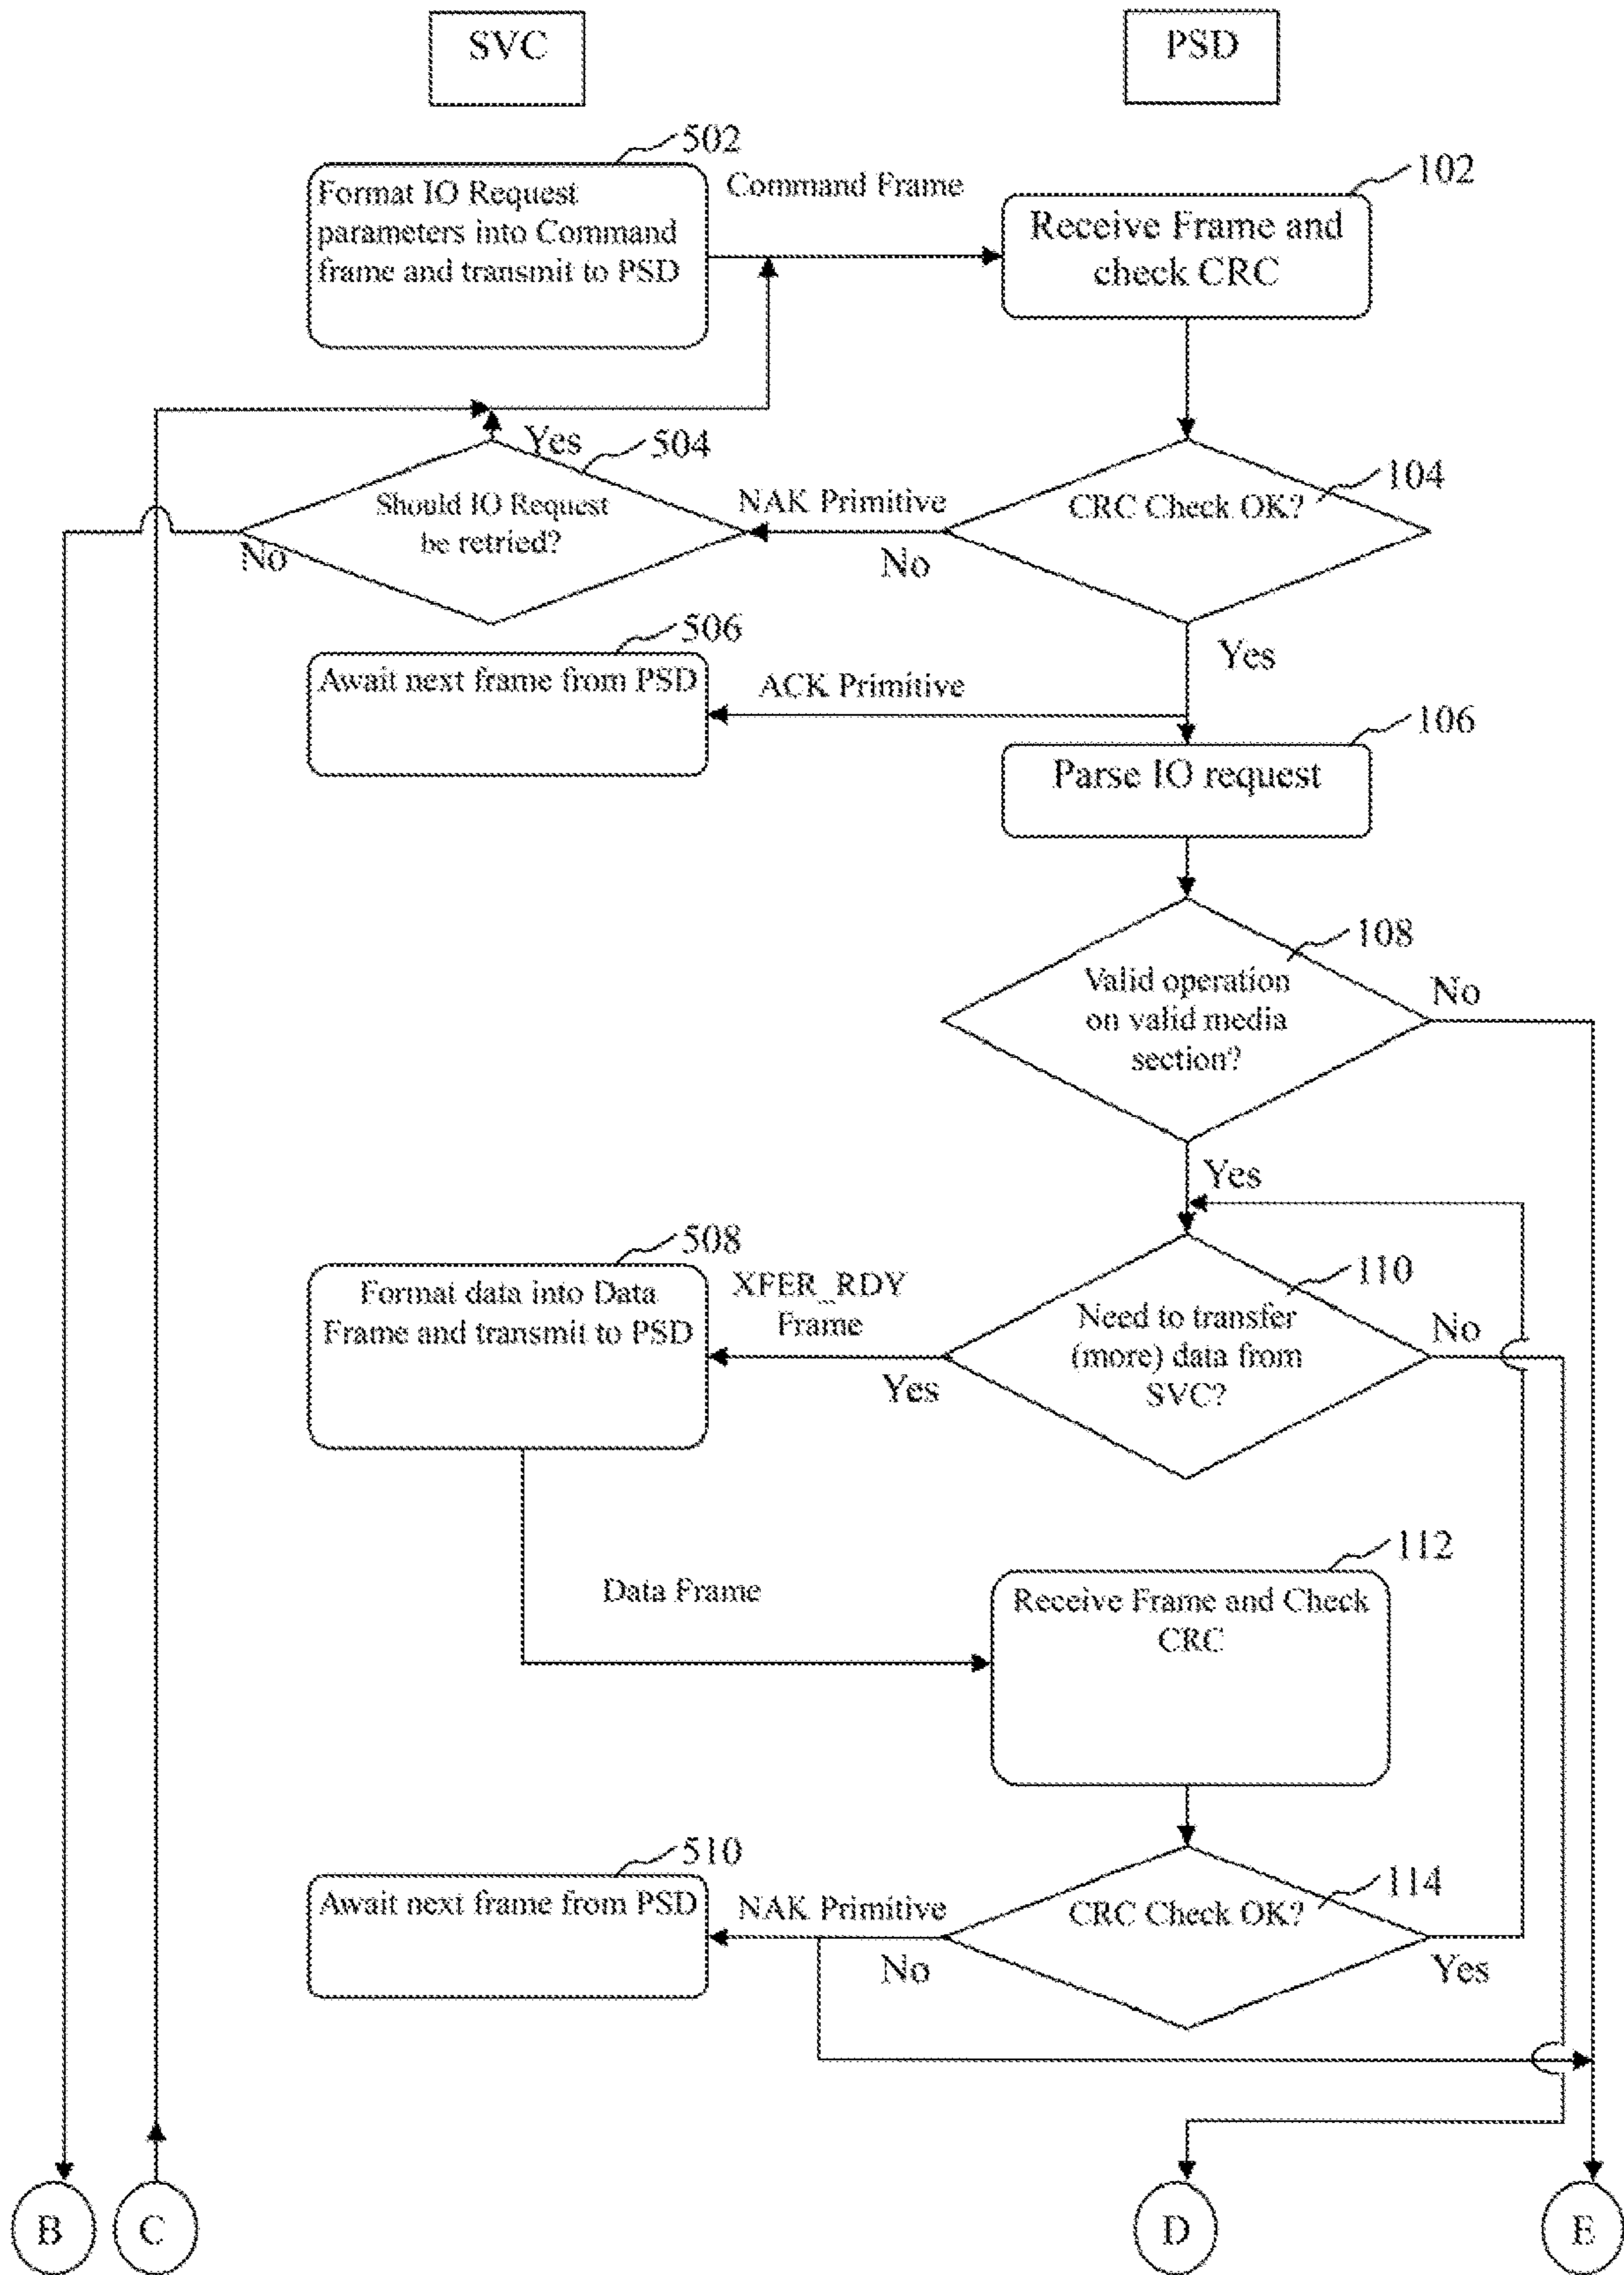 SVC
PSD
502
Format IO Request
parameters into Command
frame and transmit to PSD
Command Frame
102
Receive Frame and
check CRC
Yes
504
Should IO Request
be retried?
No
NAK Primitive
No
CRC Check OK?
104
506
Await next frame from PSD
ACK Primitive
Yes
106
Parse IO request
108
Valid operation
on valid media
section?
No
Yes
508
Format data into Data
Frame and transmit to PSD
XFER_RDY
Frame
Yes
110
Need to transfer
(more) data from
SVC?
No
112
Data Frame
Receive Frame and Check
CRC
510
Await next frame from PSD
NAK Primitive
No
CRC Check OK?
114
Yes
B
C
D
E